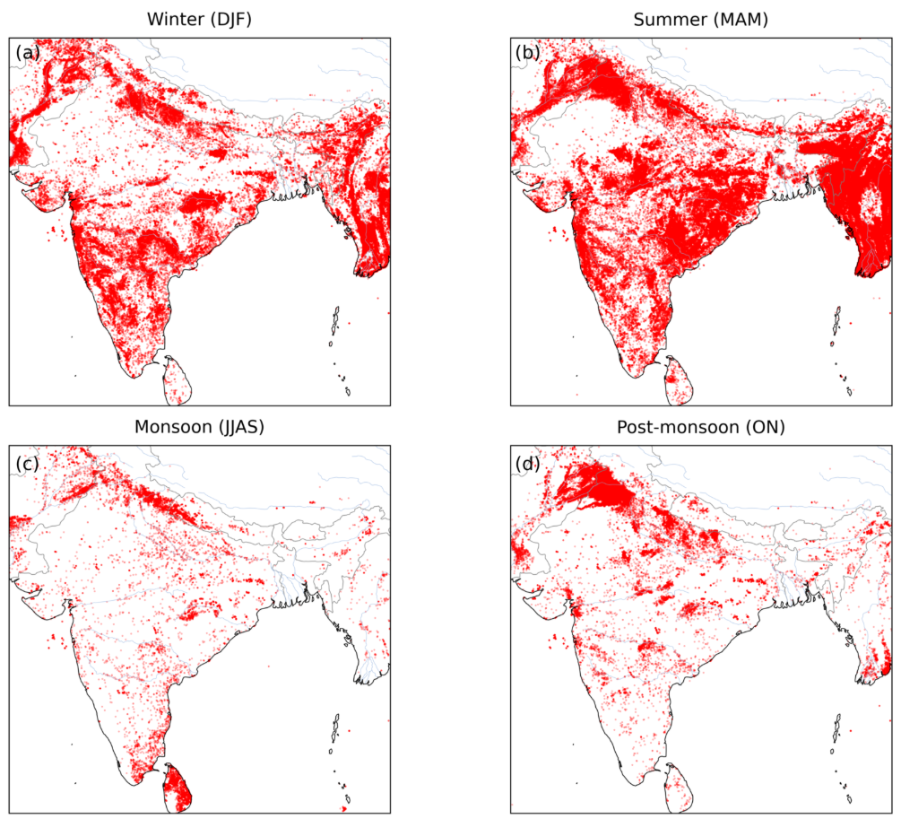 Winter (DJF)
Summer (MAM)
(a)
(b)
Monsoon (JJAS)
Post-monsoon (ON)
(c)
(d)